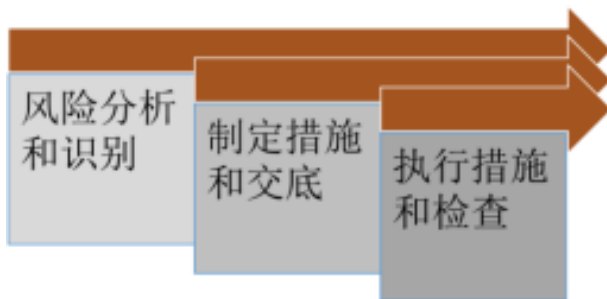 风险分析
和识别
制定措施
和交底
执行措施
和检查